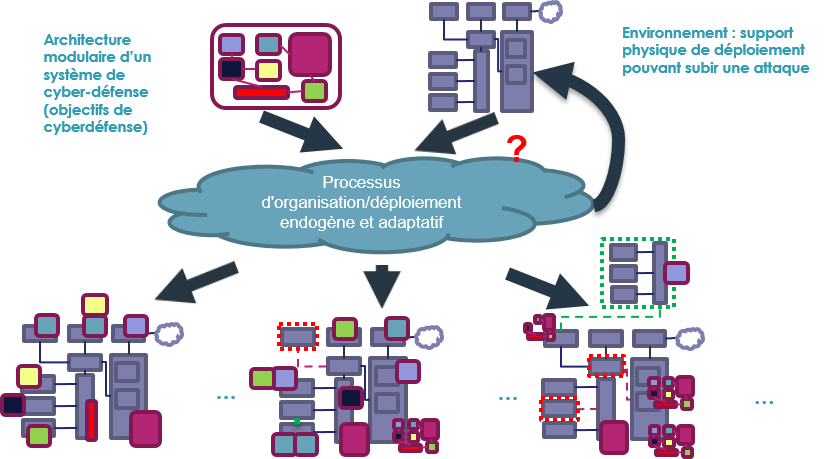 Architecture
modulaire d'un
système de
cyber-défense
(objectifs de
cyberdéfense)
Environnement : support
physique de déploiement
pouvant subir une attaque
?
Processus
d'organisation/déploiement
endogène et adaptatif
...
...
...